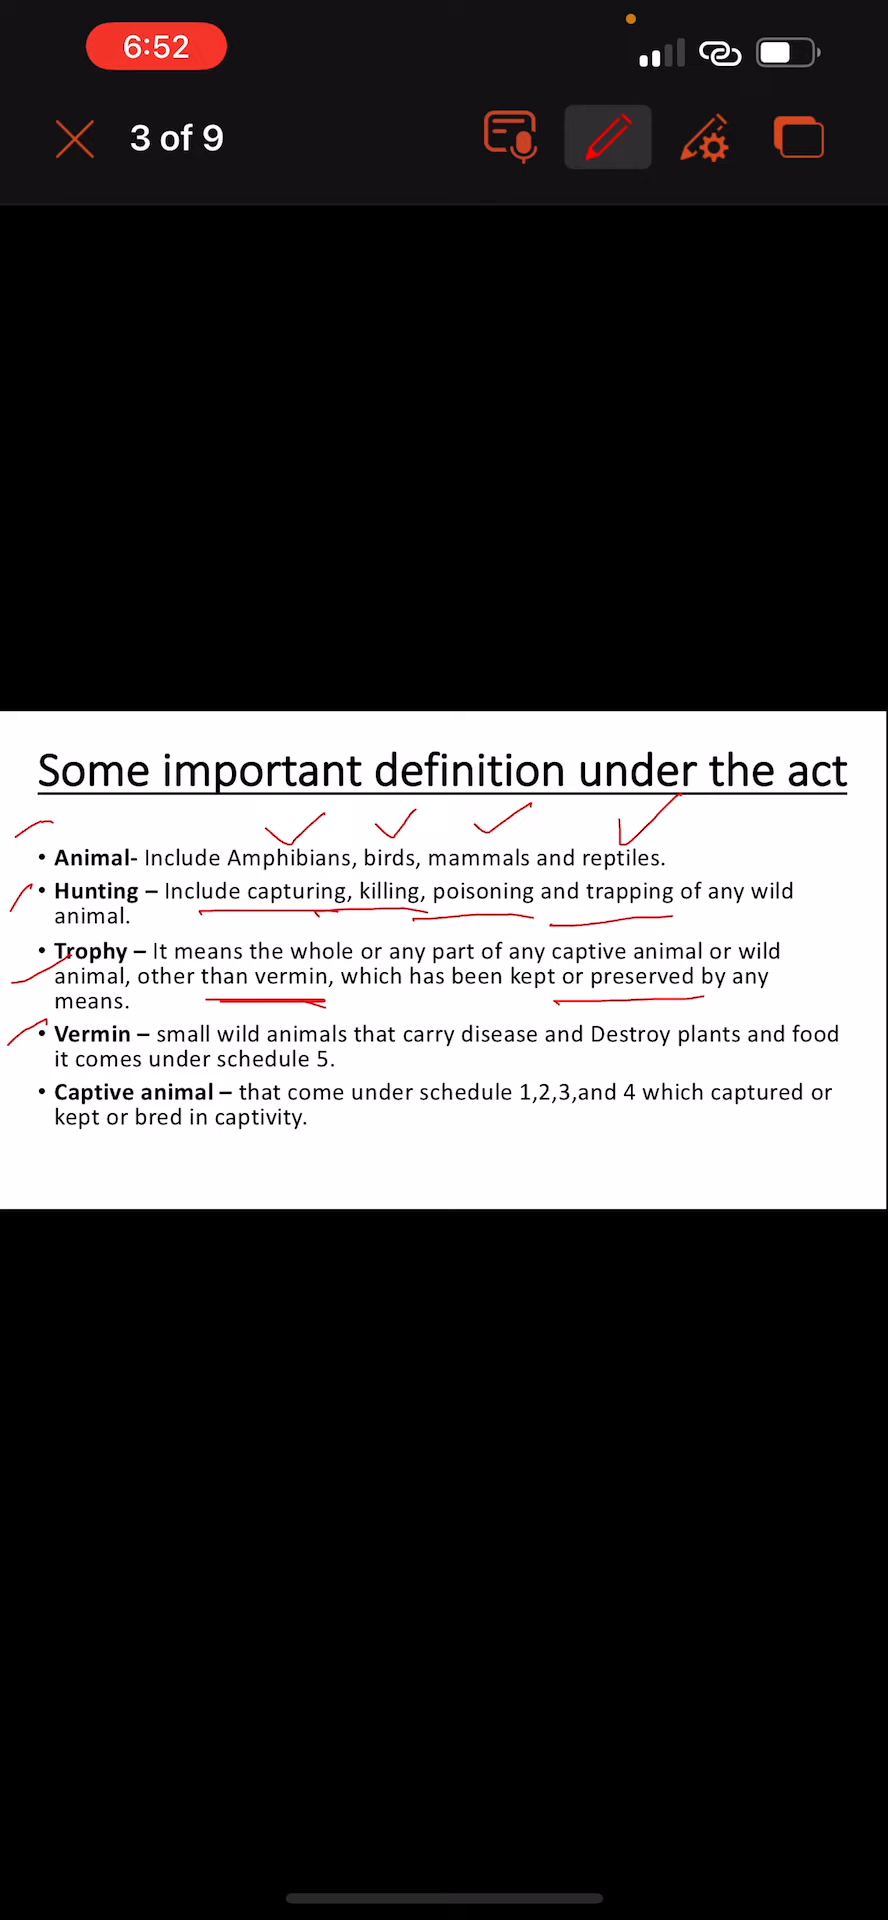 6:52
3 of 9
Some important definition under the act
• Animal- Include Amphibians, birds, mammals and reptiles.
• Hunting – Include capturing, killing, poisoning and trapping of any wild
animal.
• Trophy – It means the whole or any part of any captive animal or wild
animal, other than vermin, which has been kept or preserved by any
means.
• Vermin – small wild animals that carry disease and Destroy plants and food
it comes under schedule 5.
• Captive animal – that come under schedule 1,2,3,and 4 which captured or
kept or bred in captivity.